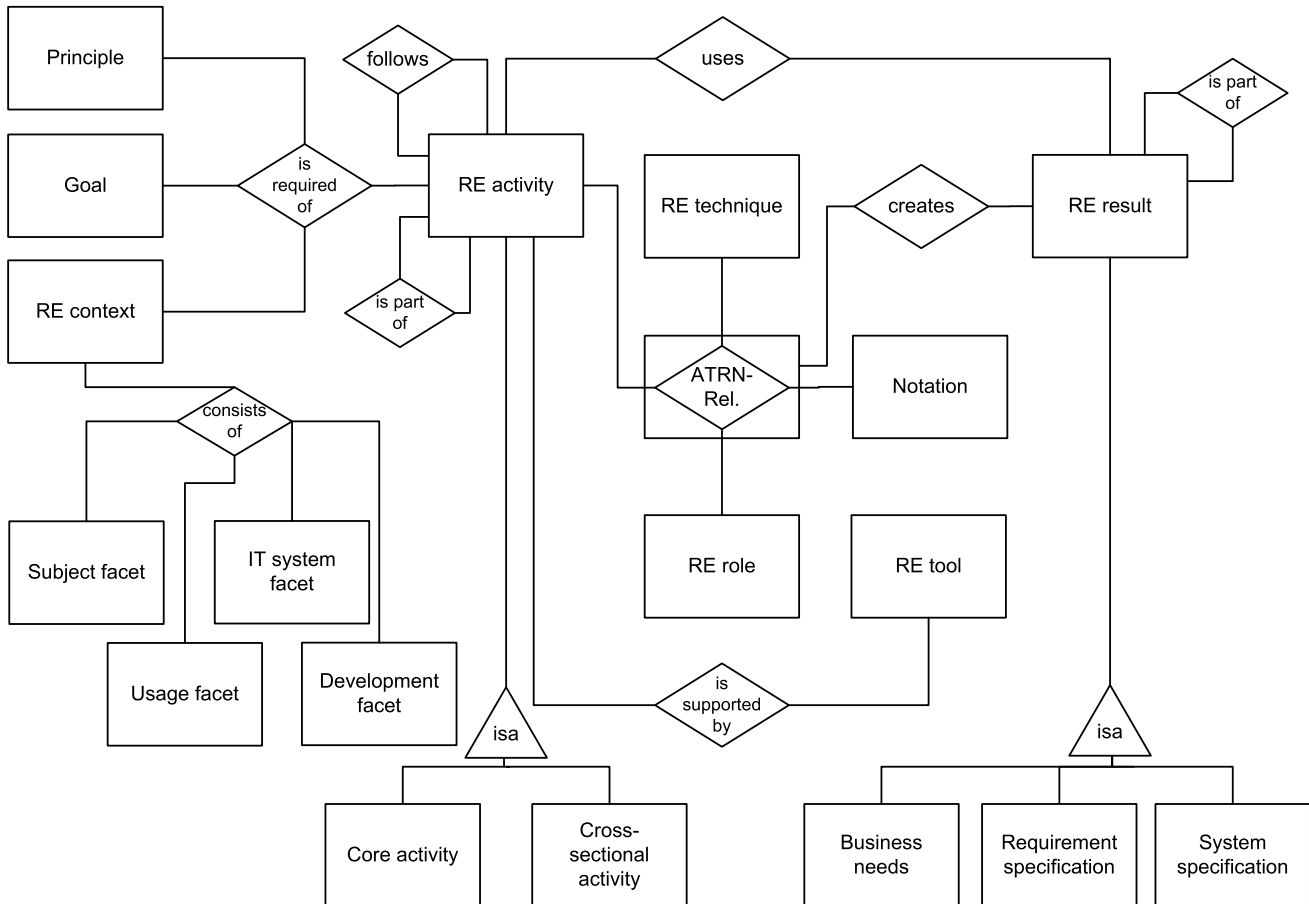 Principle
follows
uses
is part
of
Goal
is
required
of
RE activity
RE technique
creates
RE result
RE context
is part
of
ATRN-
Rel.
Notation
consists
of
Subject facet
IT system
facet
RE role
RE tool
Usage facet
Development
facet
is
supported
by
isa
isa
Core activity
Cross-
sectional
activity
Business
needs
Requirement
specification
System
specification